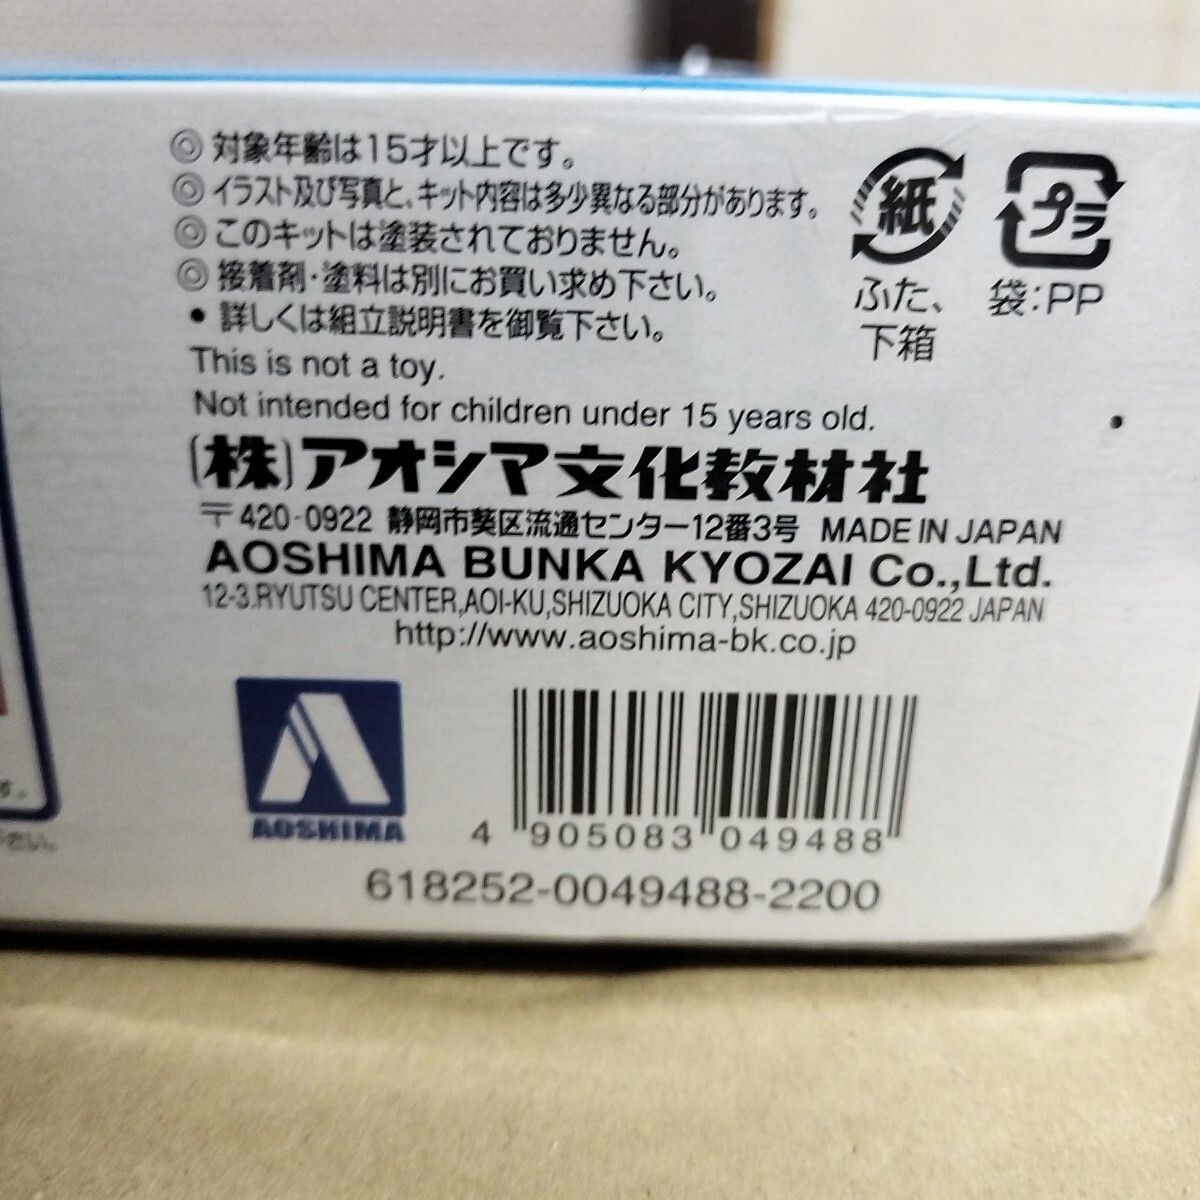 ◎ 対象年齢は15才以上です。
◎ イラスト及び写真と、キット内容は多少異なる部分があります。
◎ このキットは塗装されておりません。
◎ 接着剤・塗料は別にお買い求め下さい。
• 詳しくは組立説明書を御覧下さい。
This is not a toy.
Not intended for children under 15 years old.
紙
ふた、
下箱
プラ
袋：PP
(株)アオシマ文化教材社
〒420-0922 静岡市葵区流通センター12番3号 MADE IN JAPAN
AOSHIMA BUNKA KYOZAI Co.,Ltd.
12-3.RYUTSU CENTER,AOI-KU,SHIZUOKA CITY,SHIZUOKA 420-0922 JAPAN
http://www.aoshima-bk.co.jp
AOSHIMA
4 905083 049488
618252-0049488-2200
す。
さい。